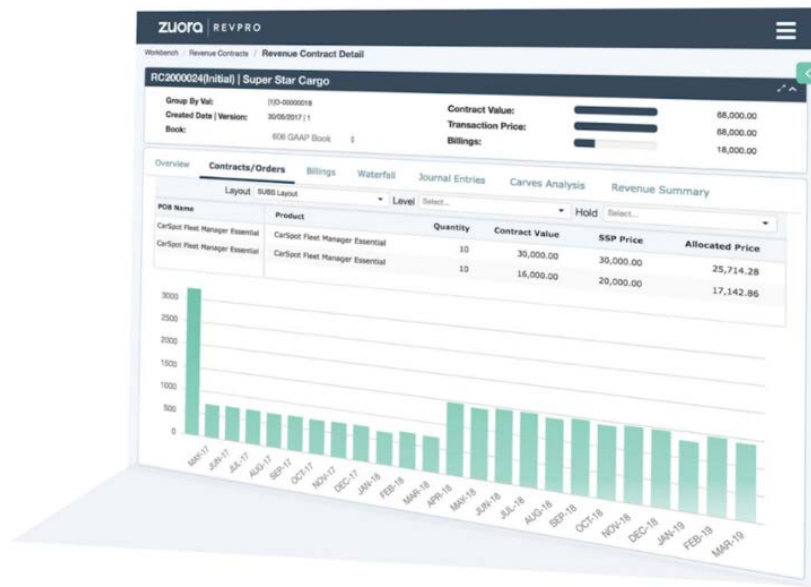 zuora REVPRO
Workbench / Revenue Contracts / Revenue Contract Detail
RC2000024(Initial) | Super Star Cargo
Group By Val: [1]O-00000018 Contract Value: 68,000.00
Created Date | Version: 30/05/2017 | 1 Transaction Price: 68,000.00
Book: 606 GAAP Book Billings: 18,000.00
Overview Contracts/Orders Billings Waterfall Journal Entries Carves Analysis Revenue Summary
Layout SUBS Layout Level Select... Hold Select...
POB Name Product Quantity Contract Value SSP Price Allocated Price
CarSpot Fleet Manager Essential CarSpot Fleet Manager Essential 10 30,000.00 30,000.00 25,714.28
CarSpot Fleet Manager Essential CarSpot Fleet Manager Essential 10 16,000.00 20,000.00 17,142.86
3000
2500
2000
1500
1000
500
0
MAY-17 JUN-17 JUL-17 AUG-17 SEP-17 OCT-17 NOV-17 DEC-17 JAN-18 FEB-18 MAR-18 APR-18 MAY-18 JUN-18 JUL-18 AUG-18 SEP-18 OCT-18 NOV-18 DEC-18 JAN-19 FEB-19 MAR-19